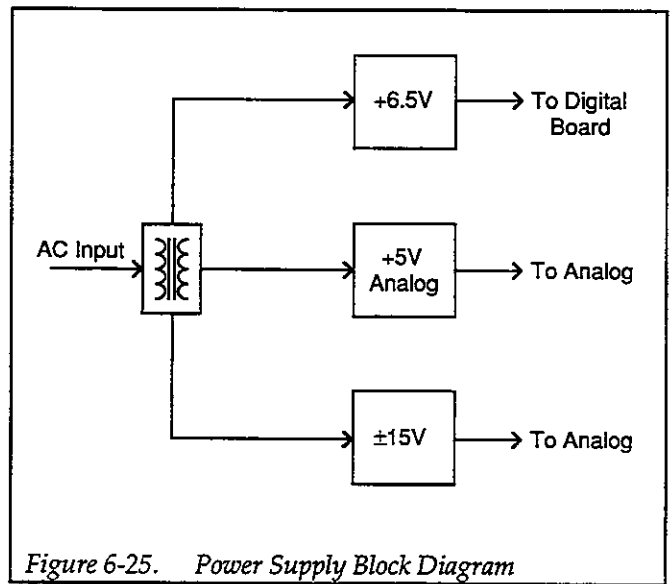 +6.5V
To Digital
Board
AC Input
+5V
Analog
To Analog
±15V
To Analog
Figure 6-25. Power Supply Block Diagram